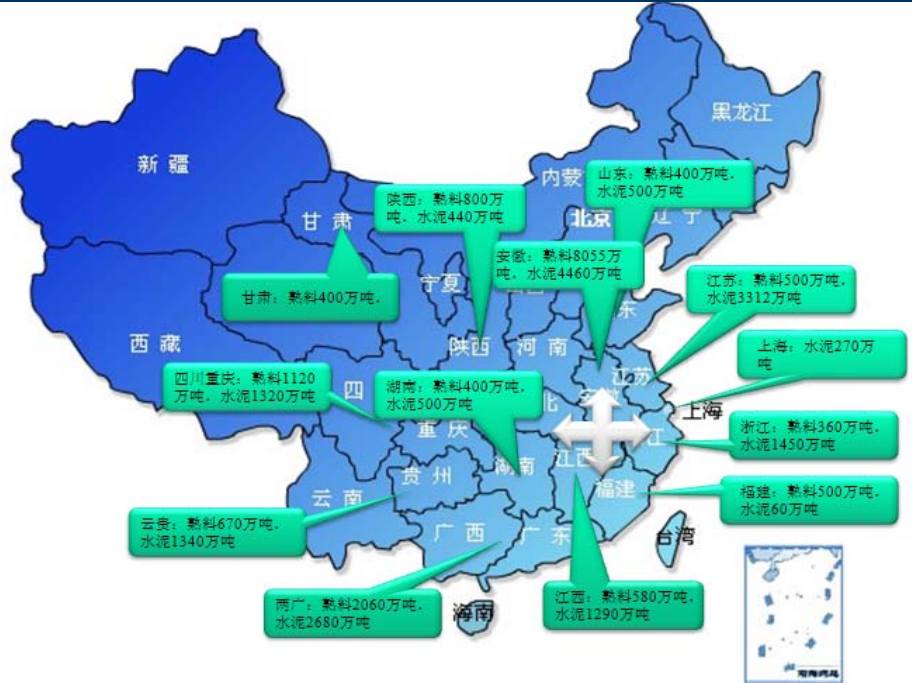 黑龙江
新疆
内蒙
山东：熟料400万吨，
水泥500万吨
陕西：熟料800万
吨，水泥440万吨
甘肃
北京
辽宁
安徽：熟料8055万
吨，水泥4460万吨
江苏：熟料500万吨，
水泥3312万吨
宁夏
甘肃：熟料400万吨，
东
西藏
陕西
河南
上海：水泥270万
吨
四川重庆：熟料1120
万吨，水泥1320万吨
四
湖南：熟料400万吨，
水泥500万吨
江苏
北
上海
重庆
江
浙江：熟料360万吨，
水泥1450万吨
贵州
湖南
江西
云南
福建
福建：熟料500万吨，
水泥60万吨
云贵：熟料670万吨，
水泥1340万吨
广西
广东
台湾
两广：熟料2060万吨，
水泥2680万吨
海南
江西：熟料580万吨，
水泥1290万吨
南海诸岛